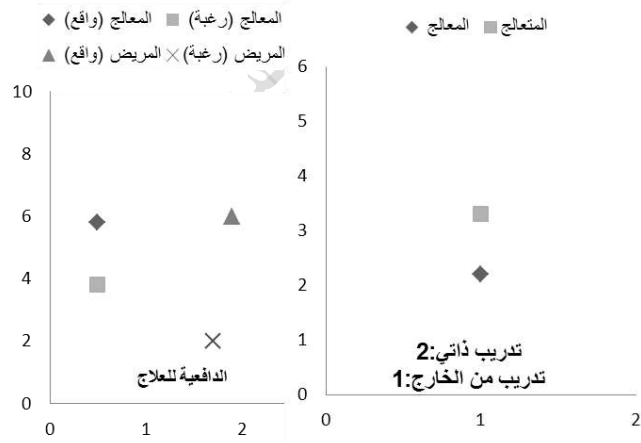 المعالج (واقع) المعالج (رغبة)
المريض (واقع) المريض (رغبة)
10
8
6
4
2
0
0 1 2
الدافعية للعلاج
المعالج المتعالج
6
5
4
3
2
1
0
0 1 2
تدريب ذاتي:2
تدريب من الخارج:1